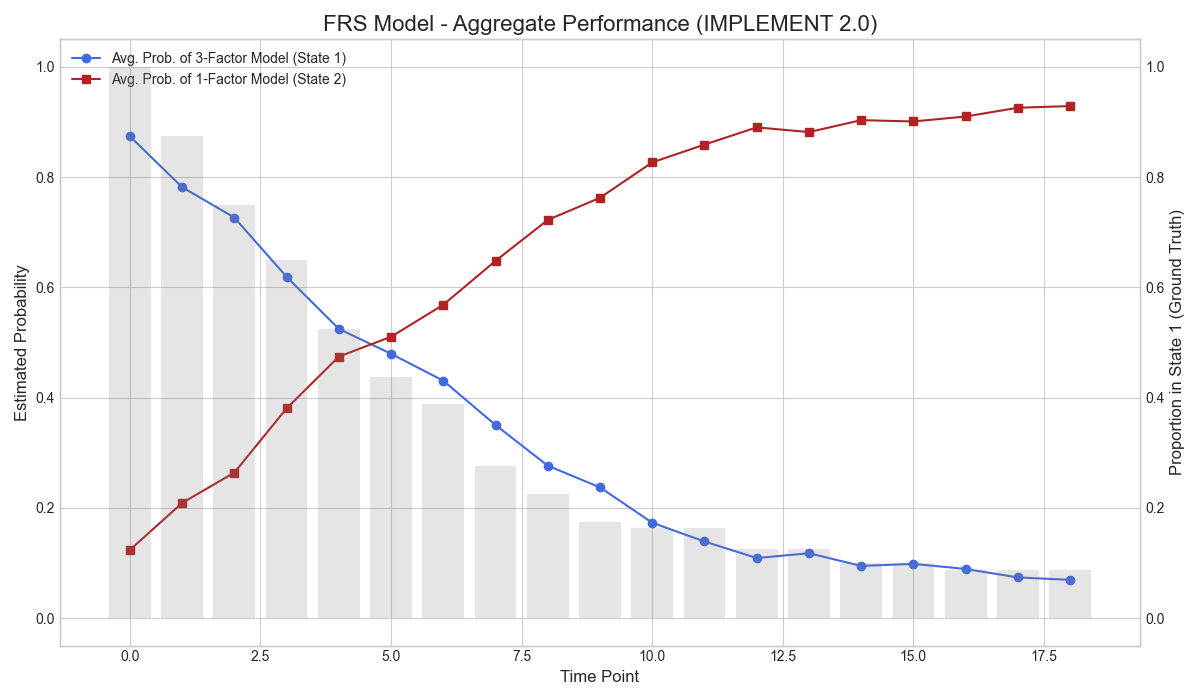 FRS Model - Aggregate Performance (IMPLEMENT 2.0)
Avg. Prob. of 3-Factor Model (State 1)
Avg. Prob. of 1-Factor Model (State 2)
Estimated Probability
1.0
0.8
0.6
0.4
0.2
0.0
1.0
0.8
0.6
0.4
0.2
0.0
Proportion in State 1 (Ground Truth)
0.0 2.5 5.0 7.5 10.0 12.5 15.0 17.5
Time Point